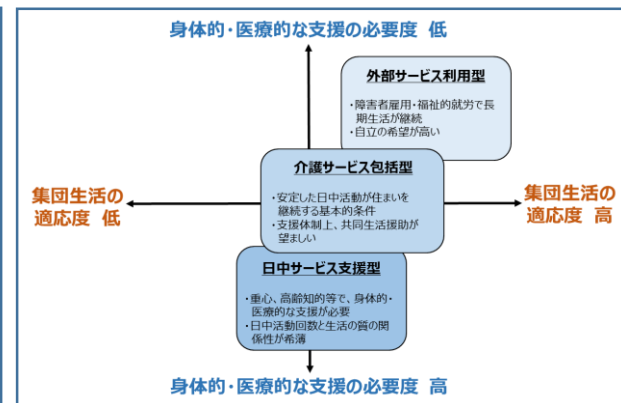 身体的・医療的な支援の必要度 低
外部サービス利用型
・障害者雇用・福祉的就労で長
期生活が継続
・自立の希望が高い
介護サービス包括型
・安定した日中活動が住まいを
継続する基本的条件
・支援体制上、共同生活援助が
望ましい
集団生活の
適応度 低
集団生活の
適応度 高
日中サービス支援型
・重心、高齢知的等で、身体的・
医療的な支援が必要
・日中活動回数と生活の質の関
係性が希薄
身体的・医療的な支援の必要度 高